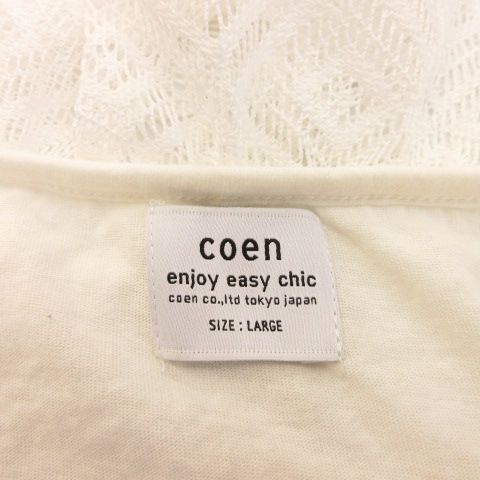 coen
enjoy easy chic
coen co.,ltd tokyo japan
SIZE : LARGE